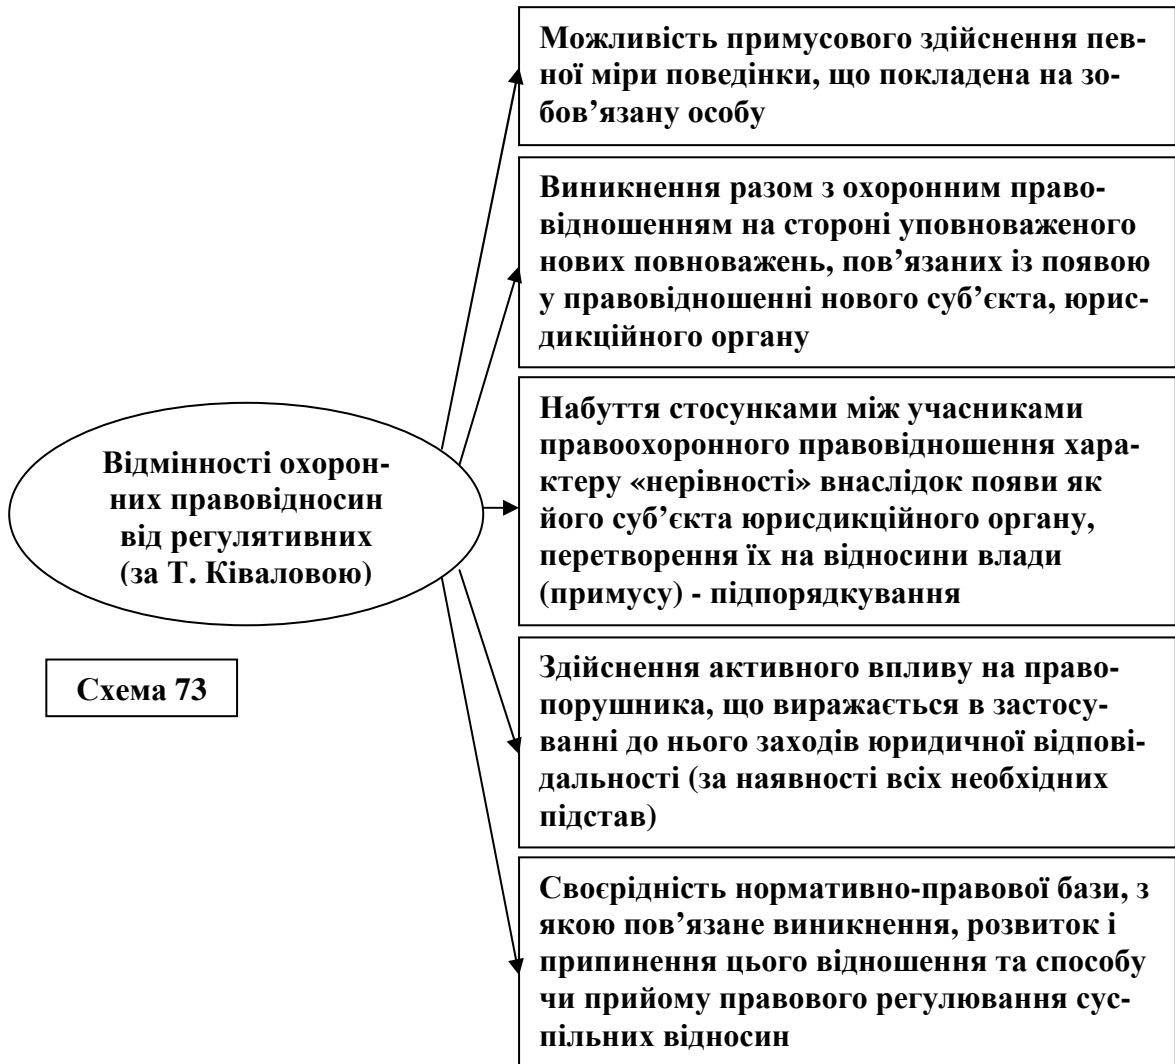 Можливість примусового здійснення пев-
ної міри поведінки, що покладена на зо-
бов’язану особу
Виникнення разом з охоронним право-
відношенням на стороні уповноваженого
нових повноважень, пов’язаних із появою
у правовідношенні нового суб’єкта, юрис-
дикційного органу
Набуття стосунками між учасниками
правоохоронного правовідношення хара-
ктеру «нерівності» внаслідок появи як
його суб’єкта юрисдикційного органу,
перетворення їх на відносини влади
(примусу) - підпорядкування
Відмінності охорон-
них правовідносин
від регулятивних
(за Т. Ківаловою)
Схема 73
Здійснення активного впливу на право-
порушника, що виражається в застосу-
ванні до нього заходів юридичної відпові-
дальності (за наявності всіх необхідних
підстав)
Своєрідність нормативно-правової бази, з
якою пов’язане виникнення, розвиток і
припинення цього відношення та способу
чи прийому правового регулювання сус-
пільних відносин